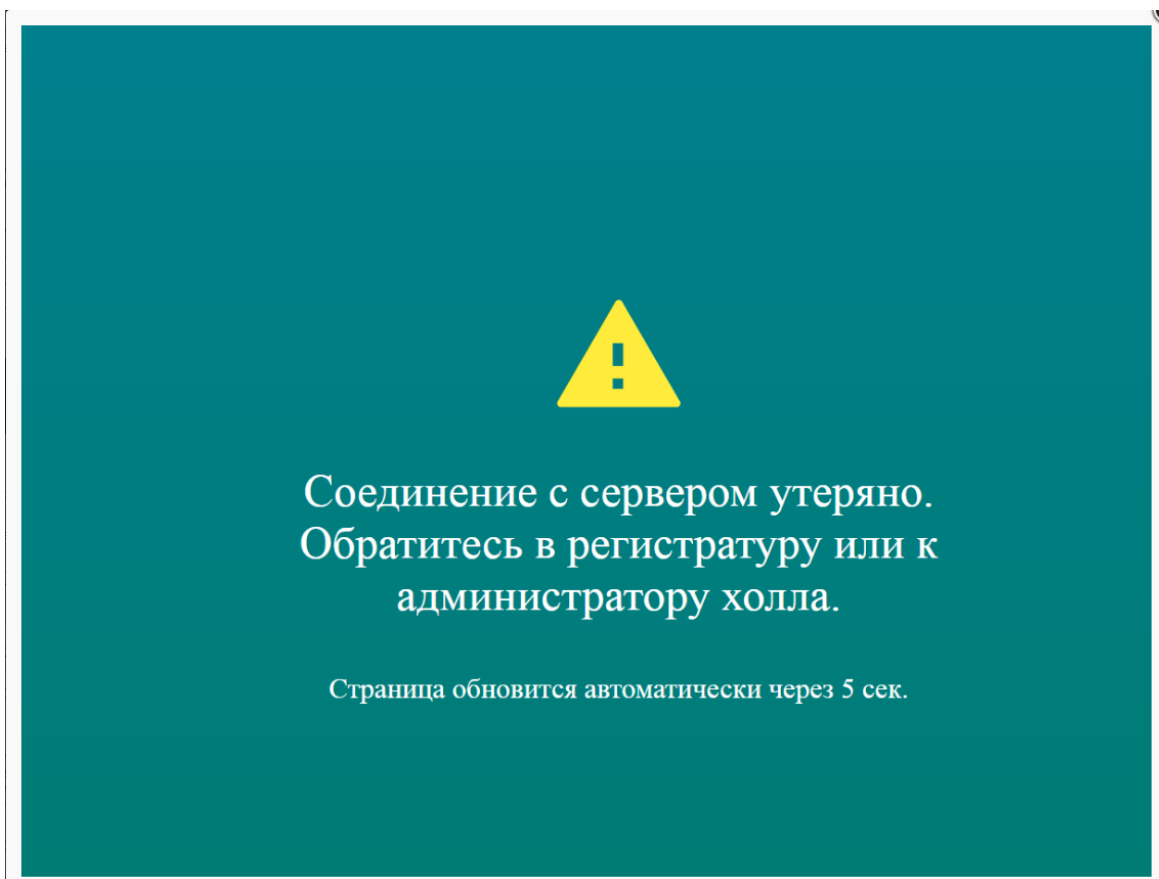 Соединение с сервером утеряно.
Обратитесь в регистратуру или к
администратору холла.
Страница обновится автоматически через 5 сек.